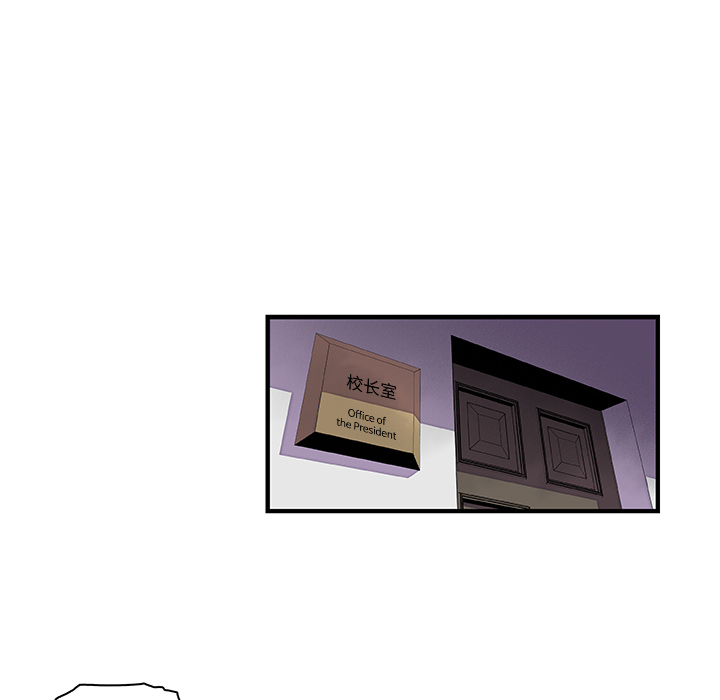 校长室
Office of
the President